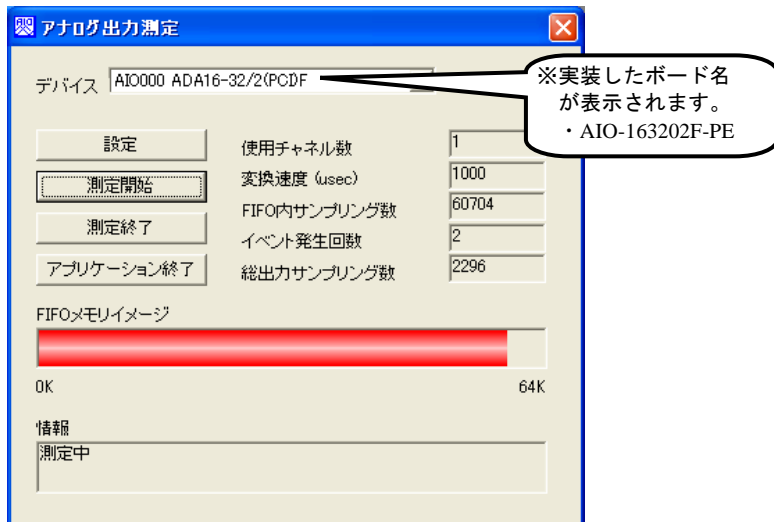 アナログ出力測定
デバイス AIO000 ADA16-32/2(PCI)F
※実装したボード名
が表示されます。
・AIO-163202F-PE
設定
測定開始
測定終了
アプリケーション終了
使用チャネル数 1
変換速度 (usec) 1000
FIFO内サンプリング数 60704
イベント発生回数 2
総出力サンプリング数 2296
FIFOメモリイメージ
0K 64K
情報
測定中